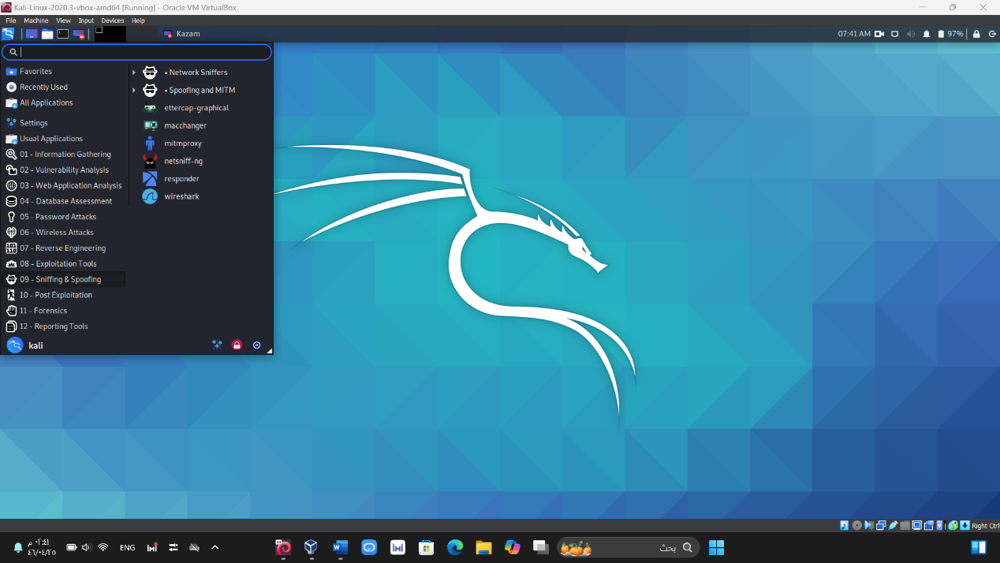 Kali-Linux-2020.3-vbox-amd64 [Running] - Oracle VM VirtualBox
File Machine View Input Devices Help
Kazam
07:41 AM
97%
Favorites
Recently Used
All Applications
Settings
Usual Applications
01 - Information Gathering
02 - Vulnerability Analysis
03 - Web Application Analysis
04 - Database Assessment
05 - Password Attacks
06 - Wireless Attacks
07 - Reverse Engineering
08 - Exploitation Tools
09 - Sniffing & Spoofing
10 - Post Exploitation
11 - Forensics
12 - Reporting Tools
• Network Sniffers
• Spoofing and MITM
ettercap-graphical
macchanger
mitmproxy
netsniff-ng
responder
wireshark
kali
Right Ctrl
٠٢:٤١ م
٤٦/٠٤/٢٥
ENG
بحث